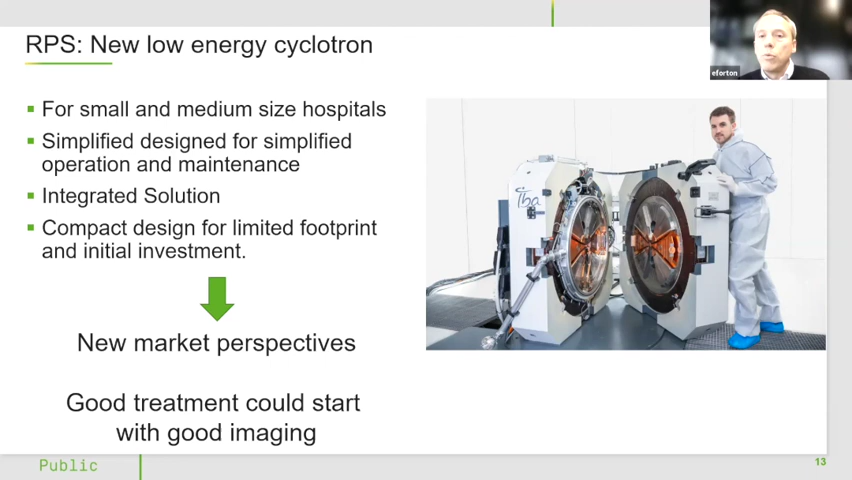 RPS: New low energy cyclotron
eforton
For small and medium size hospitals
Simplified designed for simplified
operation and maintenance
Integrated Solution
Compact design for limited footprint
and initial investment.
iba
New market perspectives
Good treatment could start
with good imaging
Public
13